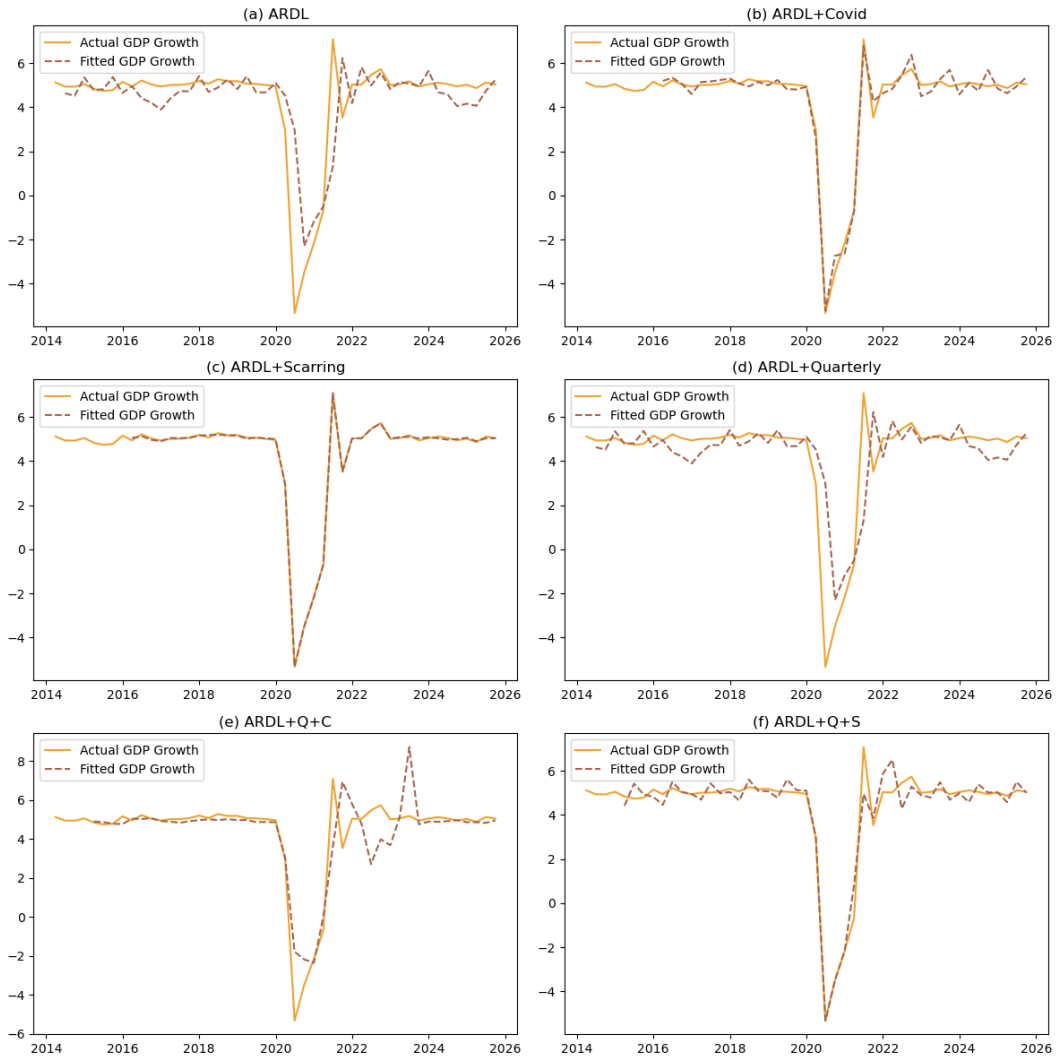 (a) ARDL
Actual GDP Growth
Fitted GDP Growth
6
4
2
0
−2
−4
2014 2016 2018 2020 2022 2024 2026
(b) ARDL+Covid
Actual GDP Growth
Fitted GDP Growth
6
4
2
0
−2
−4
2014 2016 2018 2020 2022 2024 2026
(c) ARDL+Scarring
Actual GDP Growth
Fitted GDP Growth
6
4
2
0
−2
−4
2014 2016 2018 2020 2022 2024 2026
(d) ARDL+Quarterly
Actual GDP Growth
Fitted GDP Growth
6
4
2
0
−2
−4
2014 2016 2018 2020 2022 2024 2026
(e) ARDL+Q+C
Actual GDP Growth
Fitted GDP Growth
8
6
4
2
0
−2
−4
−6
2014 2016 2018 2020 2022 2024 2026
(f) ARDL+Q+S
Actual GDP Growth
Fitted GDP Growth
6
4
2
0
−2
−4
2014 2016 2018 2020 2022 2024 2026